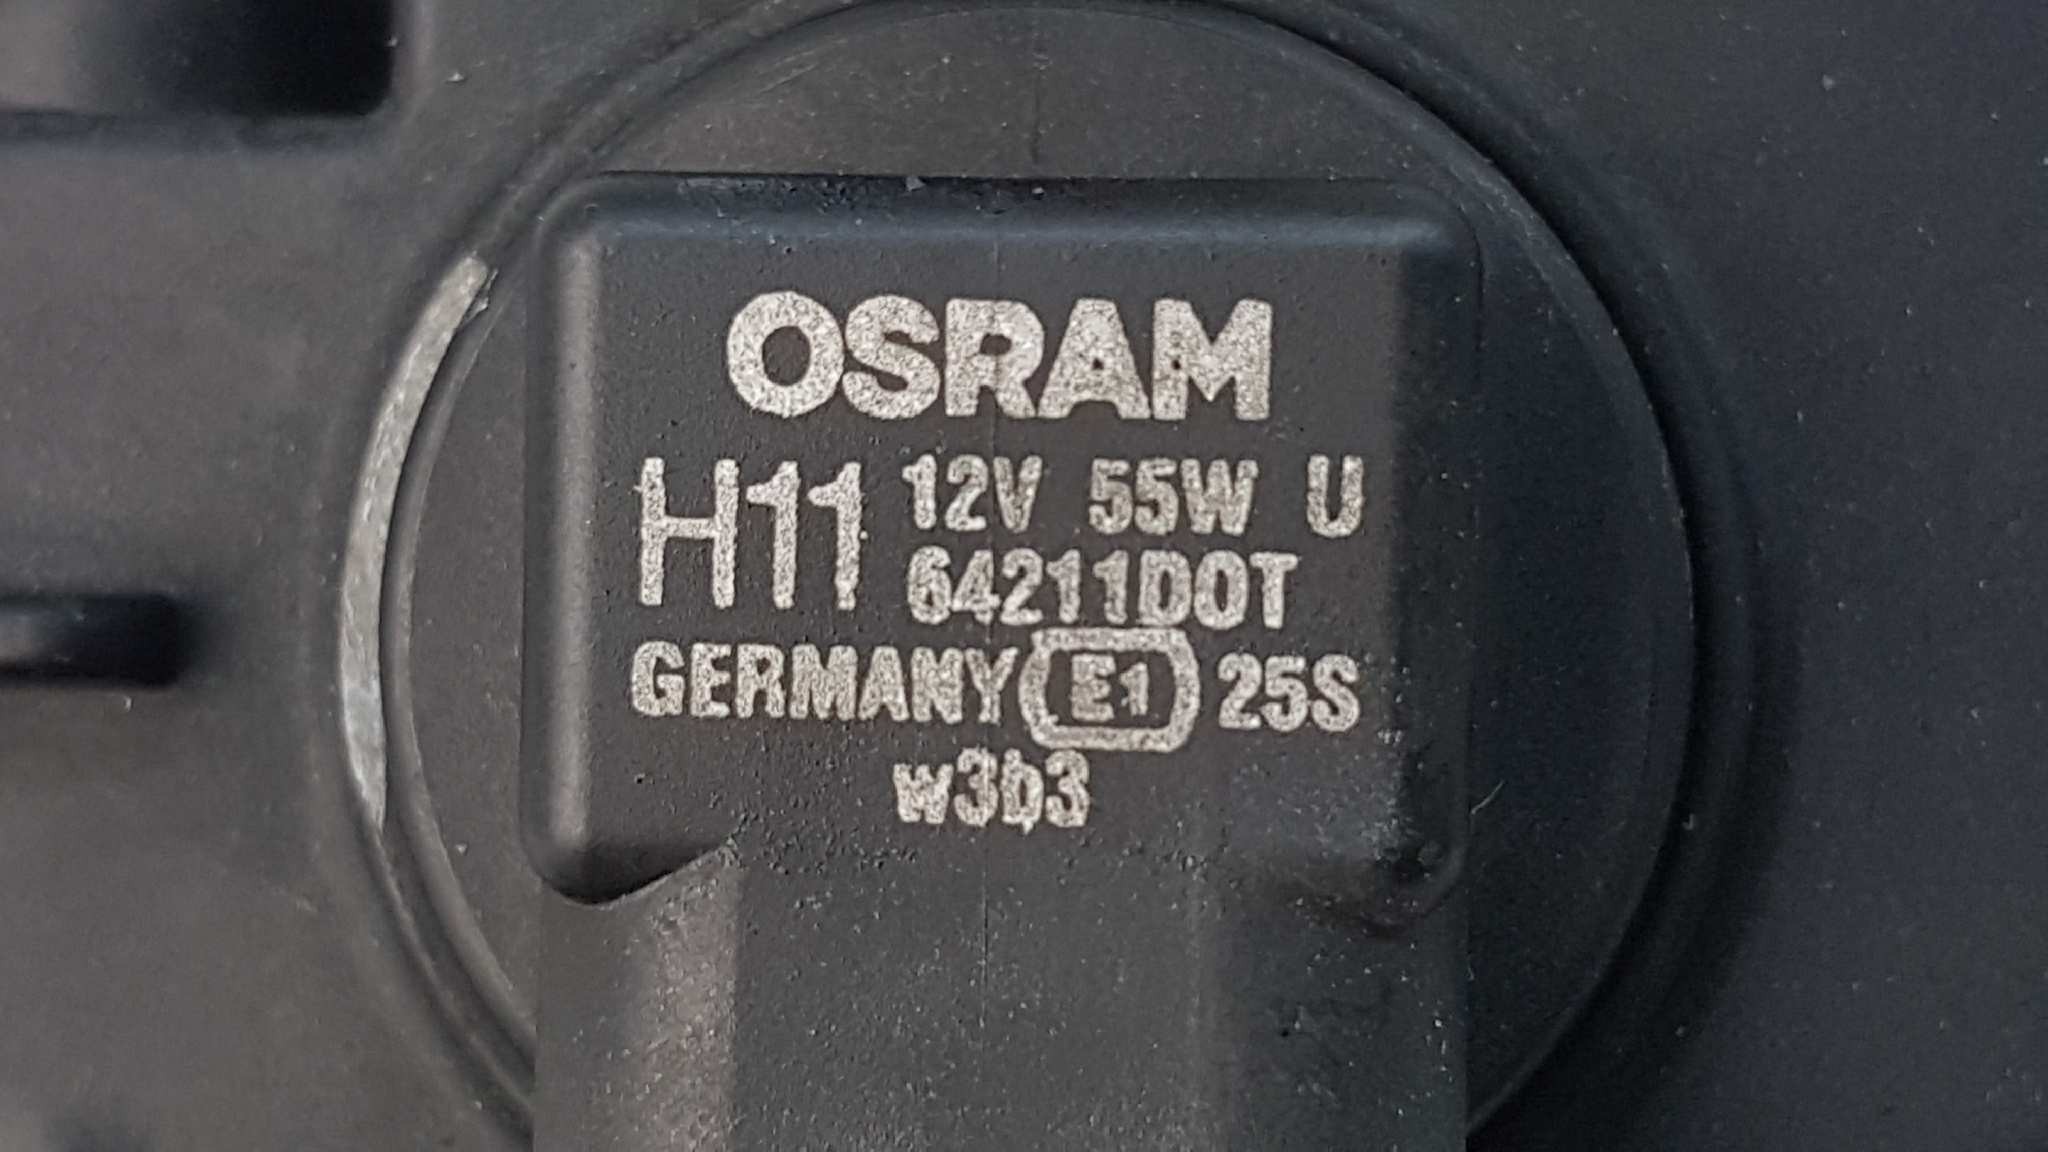 OSRAM
H11 12V 55W U
64211DOT
GERMANY E1 25S
w3b3